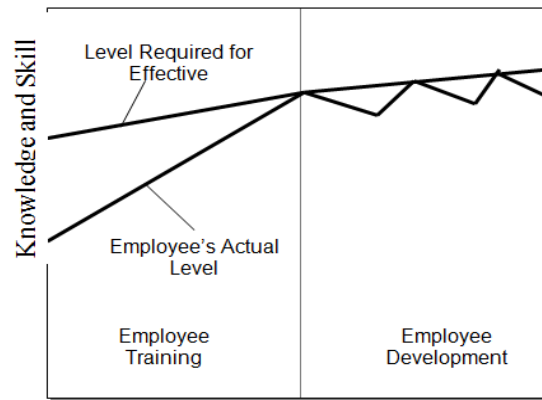 Knowledge and Skill
Level Required for
Effective
Employee's Actual
Level
Employee
Training
Employee
Development